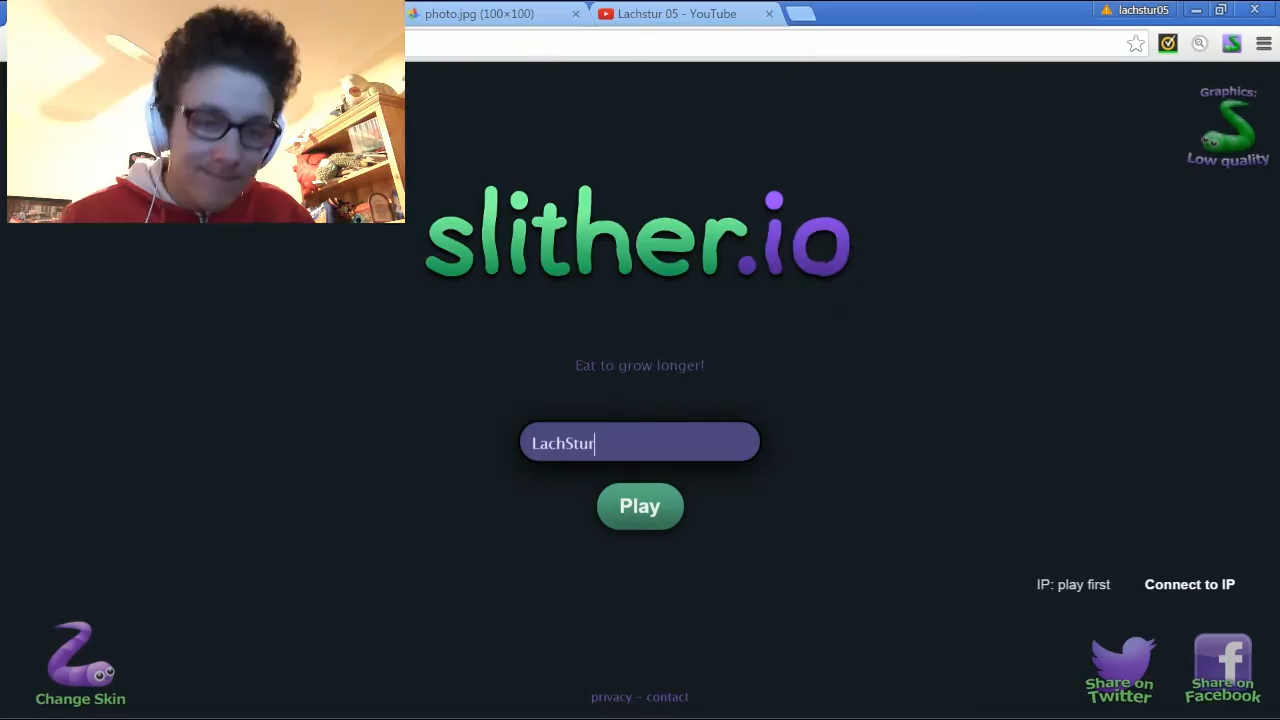 photo.jpg (100×100)
Lachstur 05 - YouTube
lachstur05
Graphics:
Low quality
slither.io
Eat to grow longer!
LachStur
Play
IP: play first
Connect to IP
Change Skin
privacy - contact
Share on
Twitter
Share on
Facebook